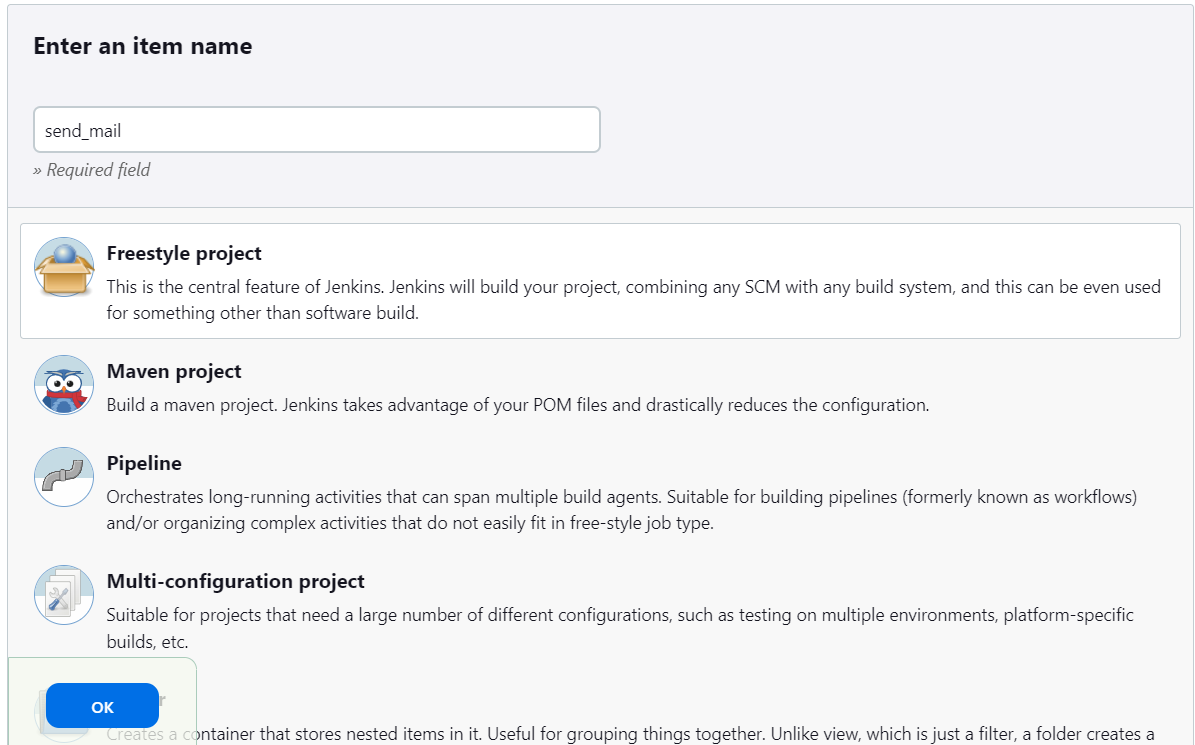 Enter an item name
send_mail
» Required field
Freestyle project
This is the central feature of Jenkins. Jenkins will build your project, combining any SCM with any build system, and this can be even used
for something other than software build.
Maven project
Build a maven project. Jenkins takes advantage of your POM files and drastically reduces the configuration.
Pipeline
Orchestrates long-running activities that can span multiple build agents. Suitable for building pipelines (formerly known as workflows)
and/or organizing complex activities that do not easily fit in free-style job type.
Multi-configuration project
Suitable for projects that need a large number of different configurations, such as testing on multiple environments, platform-specific
builds, etc.
OK
Creates a container that stores nested items in it. Useful for grouping things together. Unlike view, which is just a filter, a folder creates a